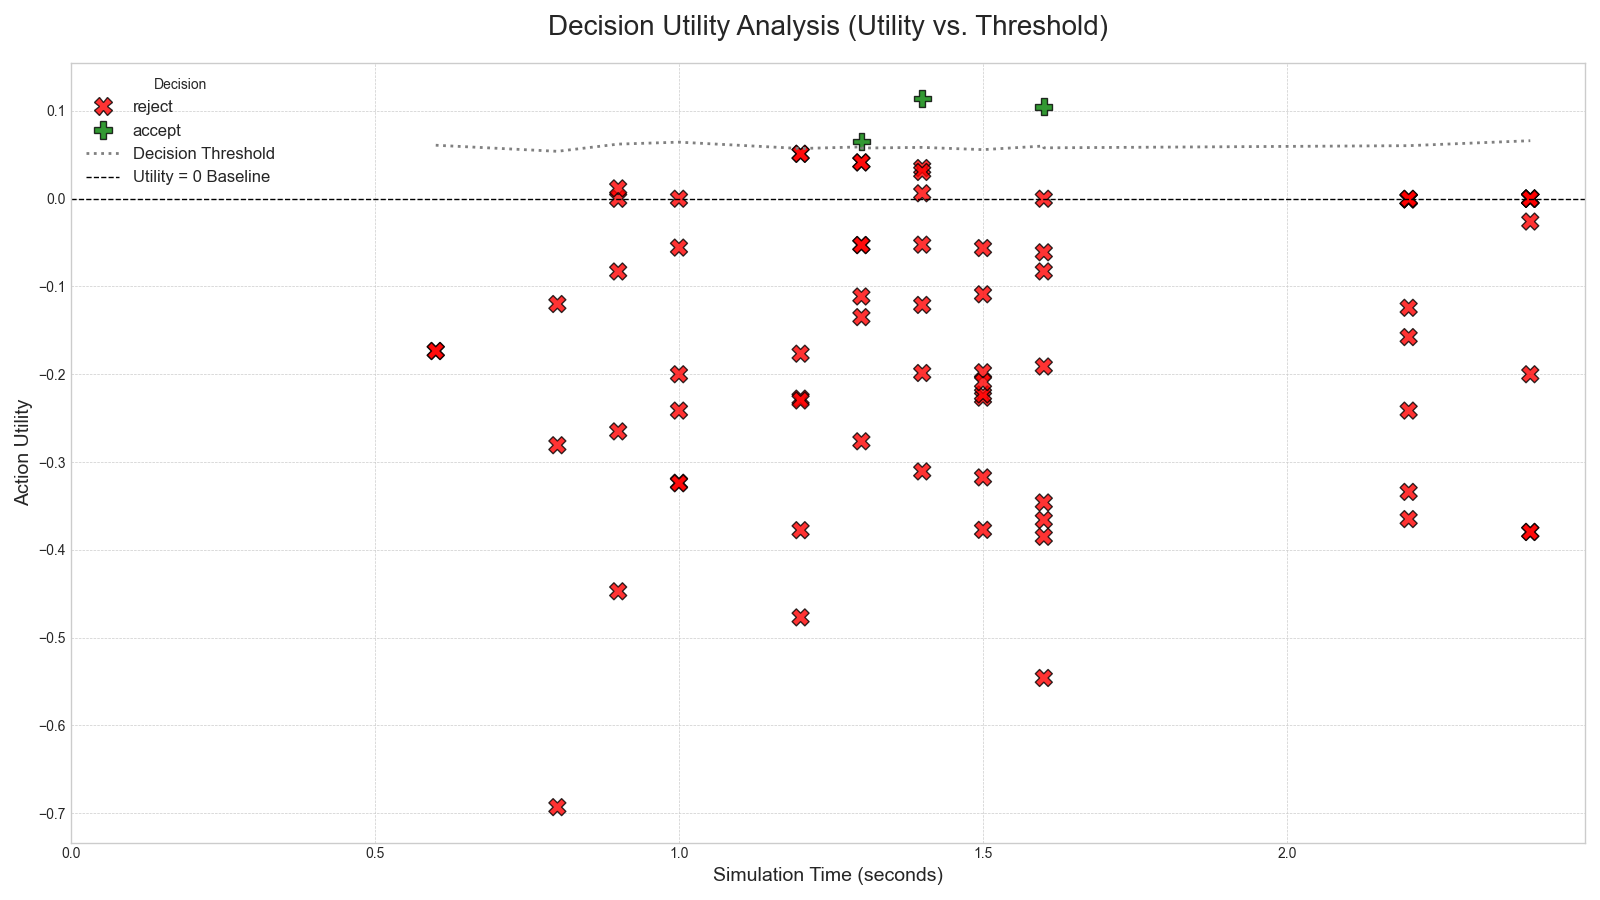 Decision Utility Analysis (Utility vs. Threshold)
Decision
reject
accept
Decision Threshold
Utility = 0 Baseline
Action Utility
0.1
0.0
−0.1
−0.2
−0.3
−0.4
−0.5
−0.6
−0.7
0.0 0.5 1.0 1.5 2.0
Simulation Time (seconds)